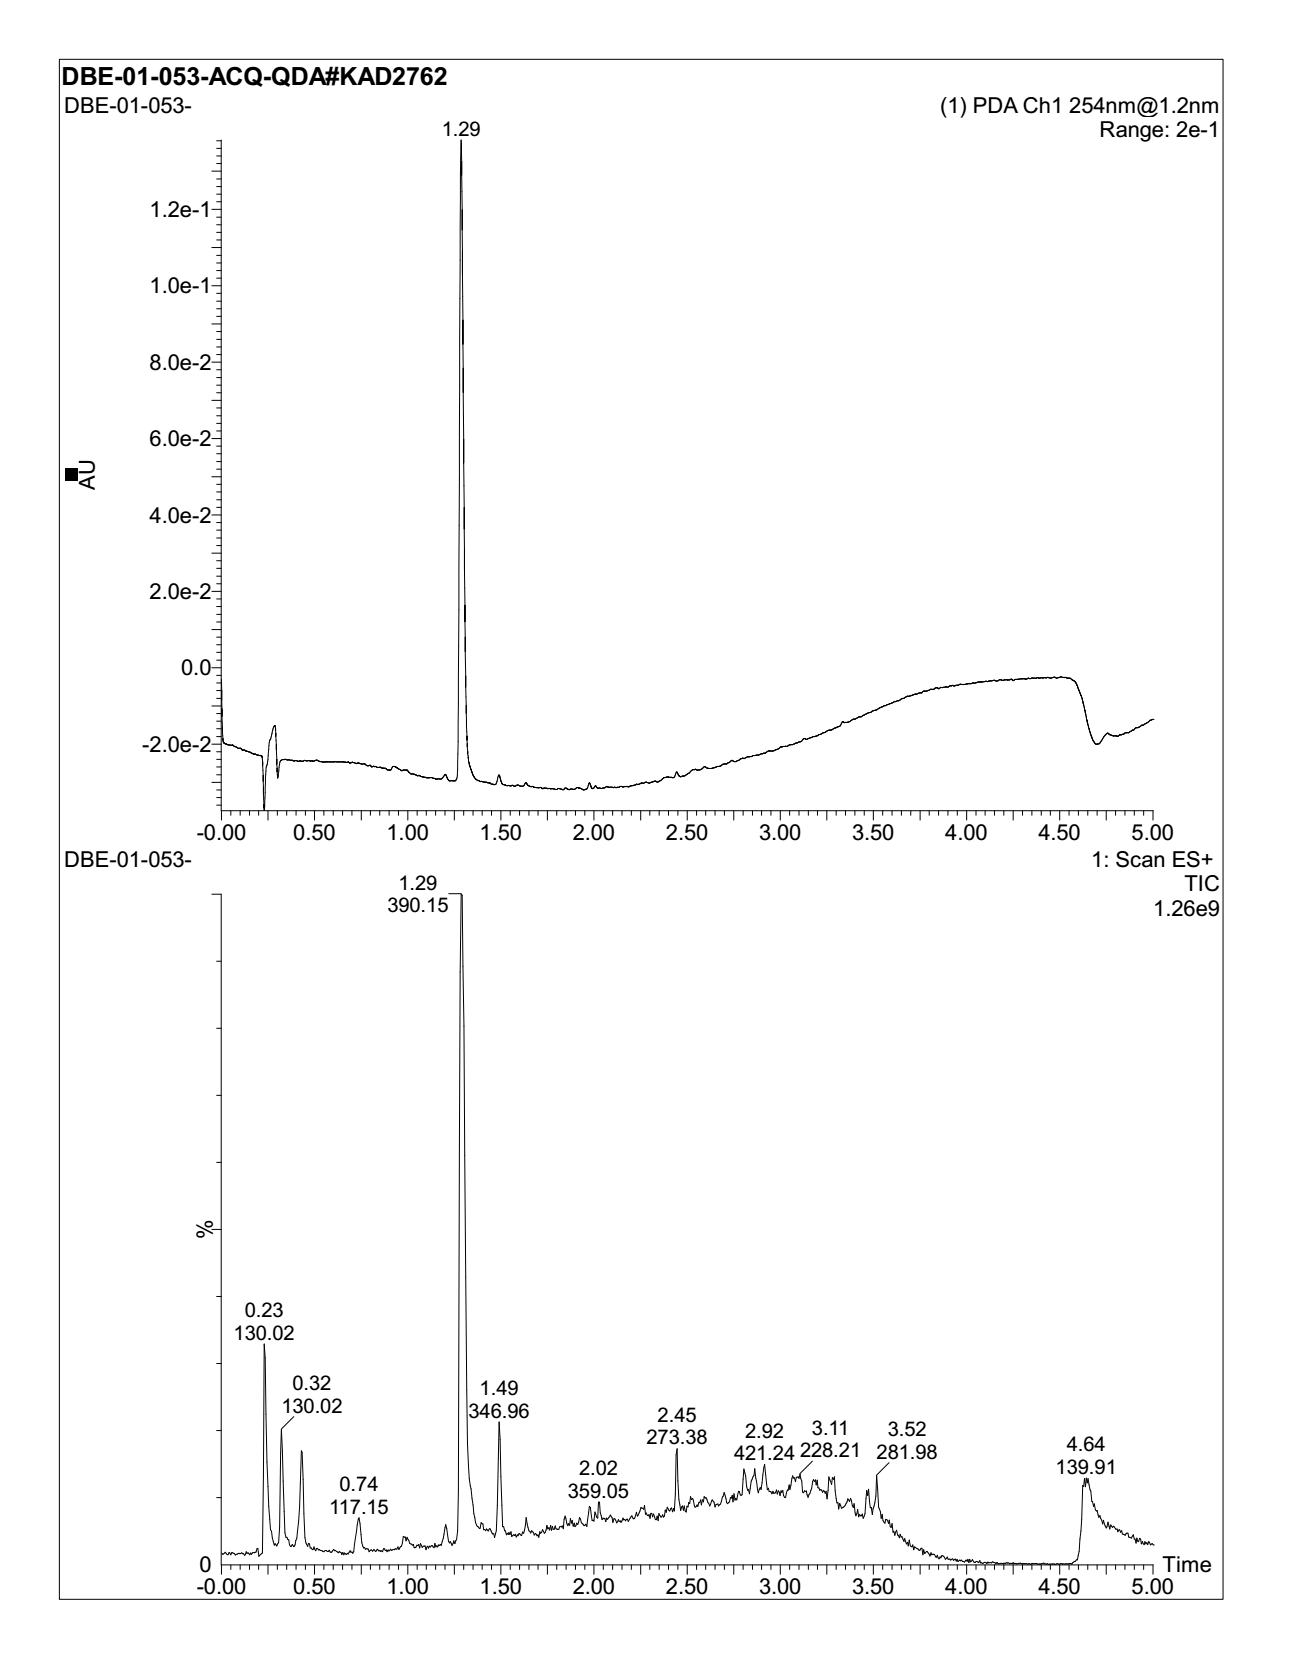 DBE-01-053-ACQ-QDA#KAD2762
DBE-01-053-
(1) PDA Ch1 254nm@1.2nm
Range: 2e-1
1.29
1.2e-1
1.0e-1
8.0e-2
6.0e-2
AU
4.0e-2
2.0e-2
0.0
-2.0e-2
-0.00 0.50 1.00 1.50 2.00 2.50 3.00 3.50 4.00 4.50 5.00
DBE-01-053-
1: Scan ES+
TIC
1.26e9
1.29
390.15
%
0.23
130.02
0.32
130.02
0.74
117.15
1.49
346.96
2.02
359.05
2.45
273.38
2.92
421.24
3.11
228.21
3.52
281.98
4.64
139.91
0
Time
-0.00 0.50 1.00 1.50 2.00 2.50 3.00 3.50 4.00 4.50 5.00